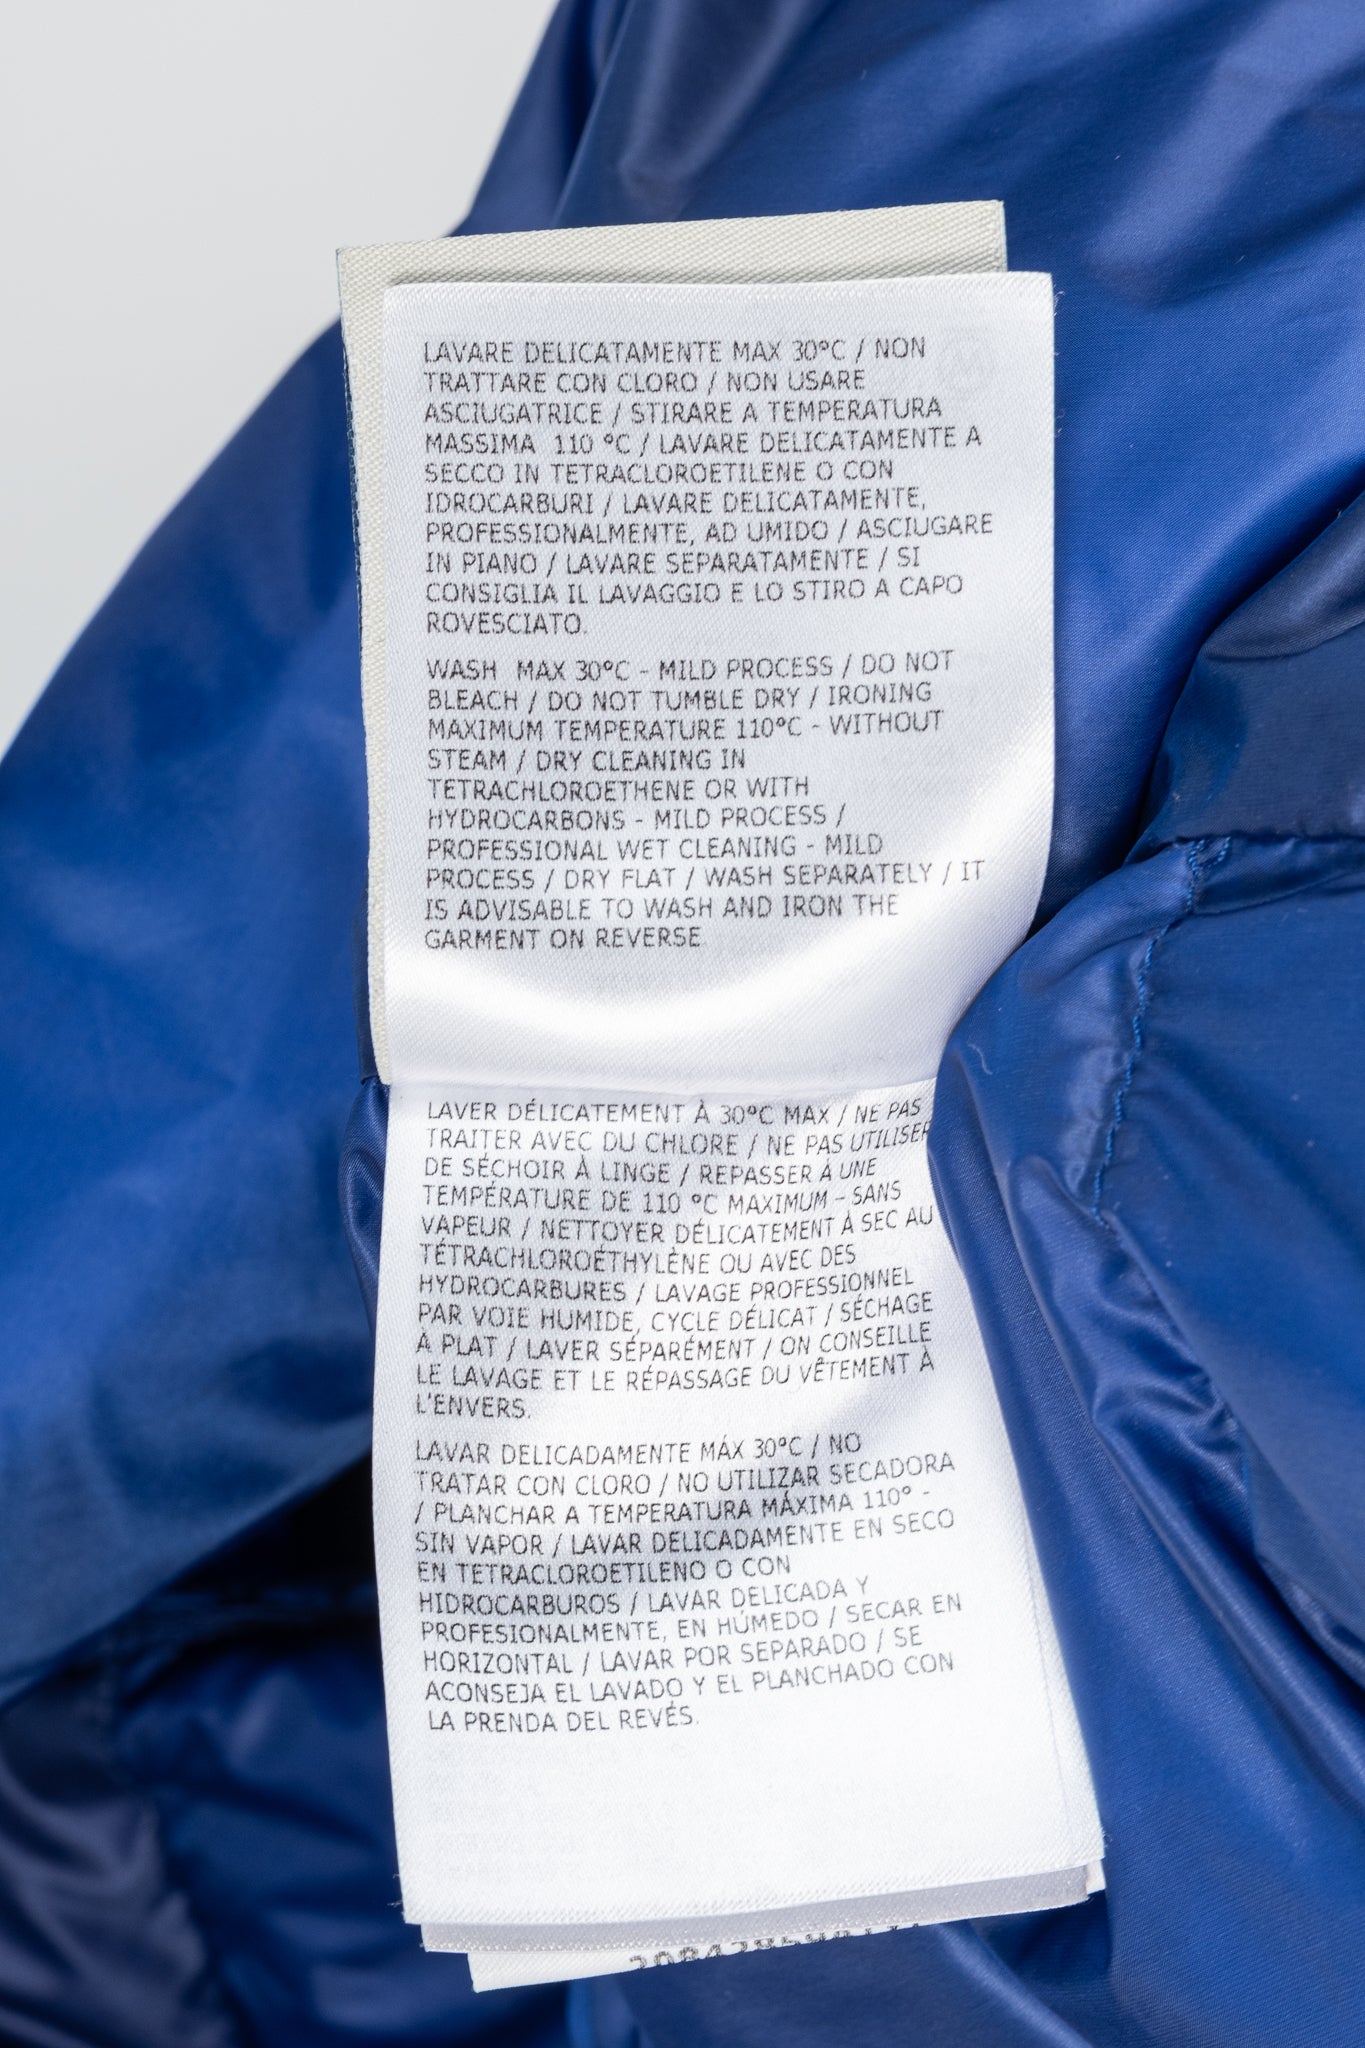 LAVARE DELICATAMENTE MAX 30°C / NON
TRATTARE CON CLORO / NON USARE
ASCIUGATRICE / STIRARE A TEMPERATURA
MASSIMA 110 °C / LAVARE DELICATAMENTE A
SECCO IN TETRACLOROETILENE O CON
IDROCARBURI / LAVARE DELICATAMENTE,
PROFESSIONALMENTE, AD UMIDO / ASCIUGARE
IN PIANO / LAVARE SEPARATAMENTE / SI
CONSIGLIA IL LAVAGGIO E LO STIRO A CAPO
ROVESCIATO.
WASH MAX 30°C - MILD PROCESS / DO NOT
BLEACH / DO NOT TUMBLE DRY / IRONING
MAXIMUM TEMPERATURE 110°C - WITHOUT
STEAM / DRY CLEANING IN
TETRACHLOROETHENE OR WITH
HYDROCARBONS - MILD PROCESS /
PROFESSIONAL WET CLEANING - MILD
PROCESS / DRY FLAT / WASH SEPARATELY / IT
IS ADVISABLE TO WASH AND IRON THE
GARMENT ON REVERSE
LAVER DÉLICATEMENT À 30°C MAX / NE PAS
TRAITER AVEC DU CHLORE / NE PAS UTILISER
DE SÉCHOIR À LINGE / REPASSER À UNE
TEMPÉRATURE DE 110 °C MAXIMUM - SANS
VAPEUR / NETTOYER DÉLICATEMENT À SEC AU
TÉTRACHLOROÉTHYLÈNE OU AVEC DES
HYDROCARBURES / LAVAGE PROFESSIONNEL
PAR VOIE HUMIDE, CYCLE DÉLICAT / SÉCHAGE
À PLAT / LAVER SÉPARÉMENT / ON CONSEILLE
LE LAVAGE ET LE RÉPASSAGE DU VÊTEMENT À
L'ENVERS.
LAVAR DELICADAMENTE MÁX 30°C / NO
TRATAR CON CLORO / NO UTILIZAR SECADORA
/ PLANCHAR A TEMPERATURA MÁXIMA 110° -
SIN VAPOR / LAVAR DELICADAMENTE EN SECO
EN TETRACLOROETILENO O CON
HIDROCARBUROS / LAVAR DELICADA Y
PROFESIONALMENTE, EN HÚMEDO / SECAR EN
HORIZONTAL / LAVAR POR SEPARADO / SE
ACONSEJA EL LAVADO Y EL PLANCHADO CON
LA PRENDA DEL REVÉS.